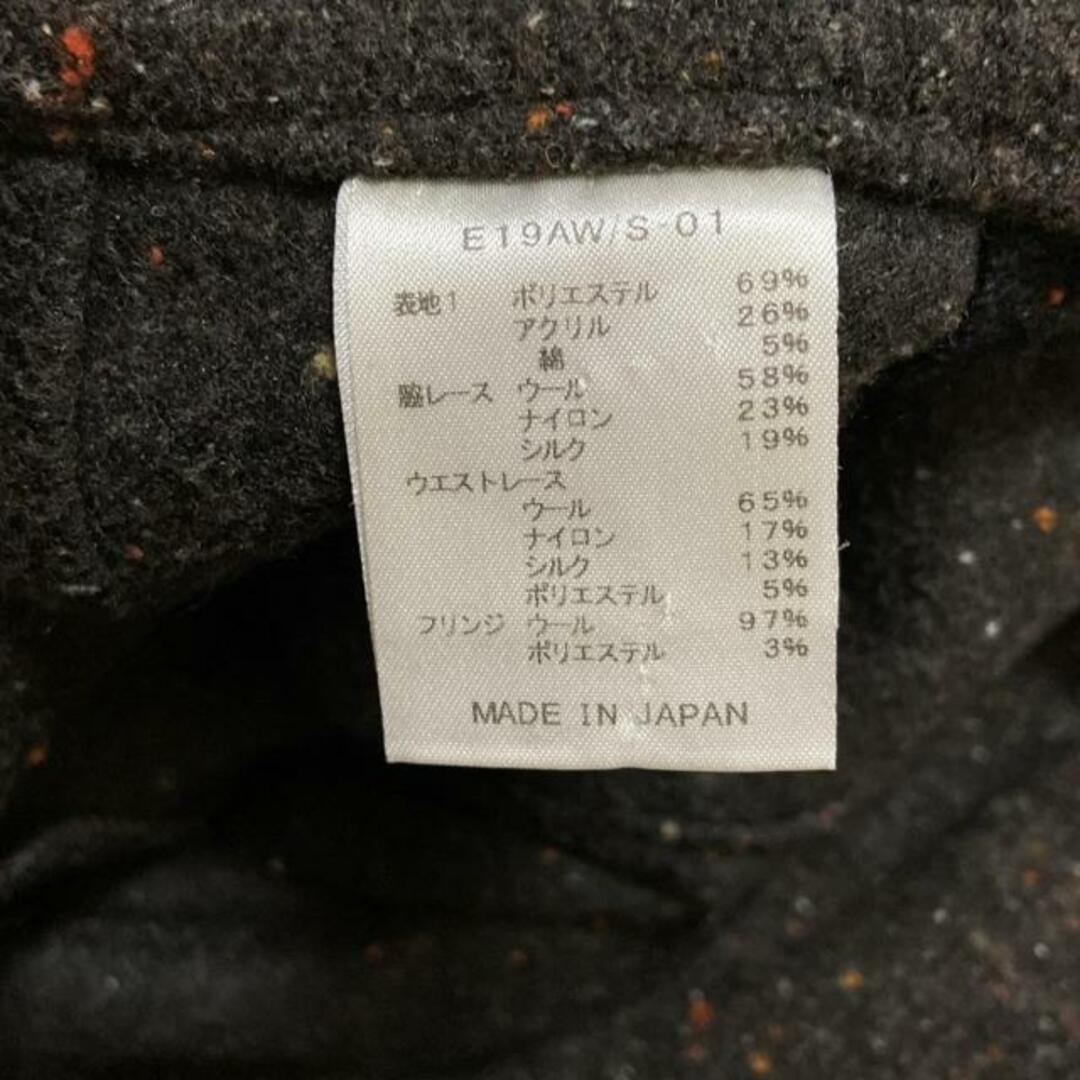 E19AW/S-01
表地1 ポリエステル 69%
アクリル 26%
綿 5%
脇レース ウール 58%
ナイロン 23%
シルク 19%
ウエストレース
ウール 65%
ナイロン 17%
シルク 13%
ポリエステル 5%
フリンジ ウール 97%
ポリエステル 3%
MADE IN JAPAN